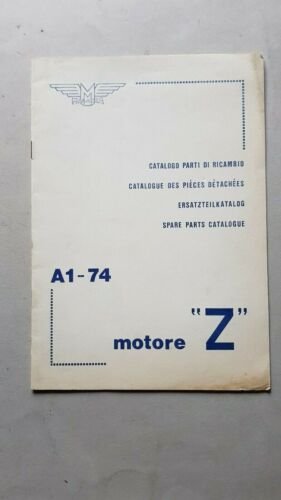 CATALOGO PARTI DI RICAMBIO
CATALOGUE DES PIÈCES DÉTACHÉES
ERSATZTEILKATALOG
SPARE PARTS CATALOGUE
A1-74
motore "Z"